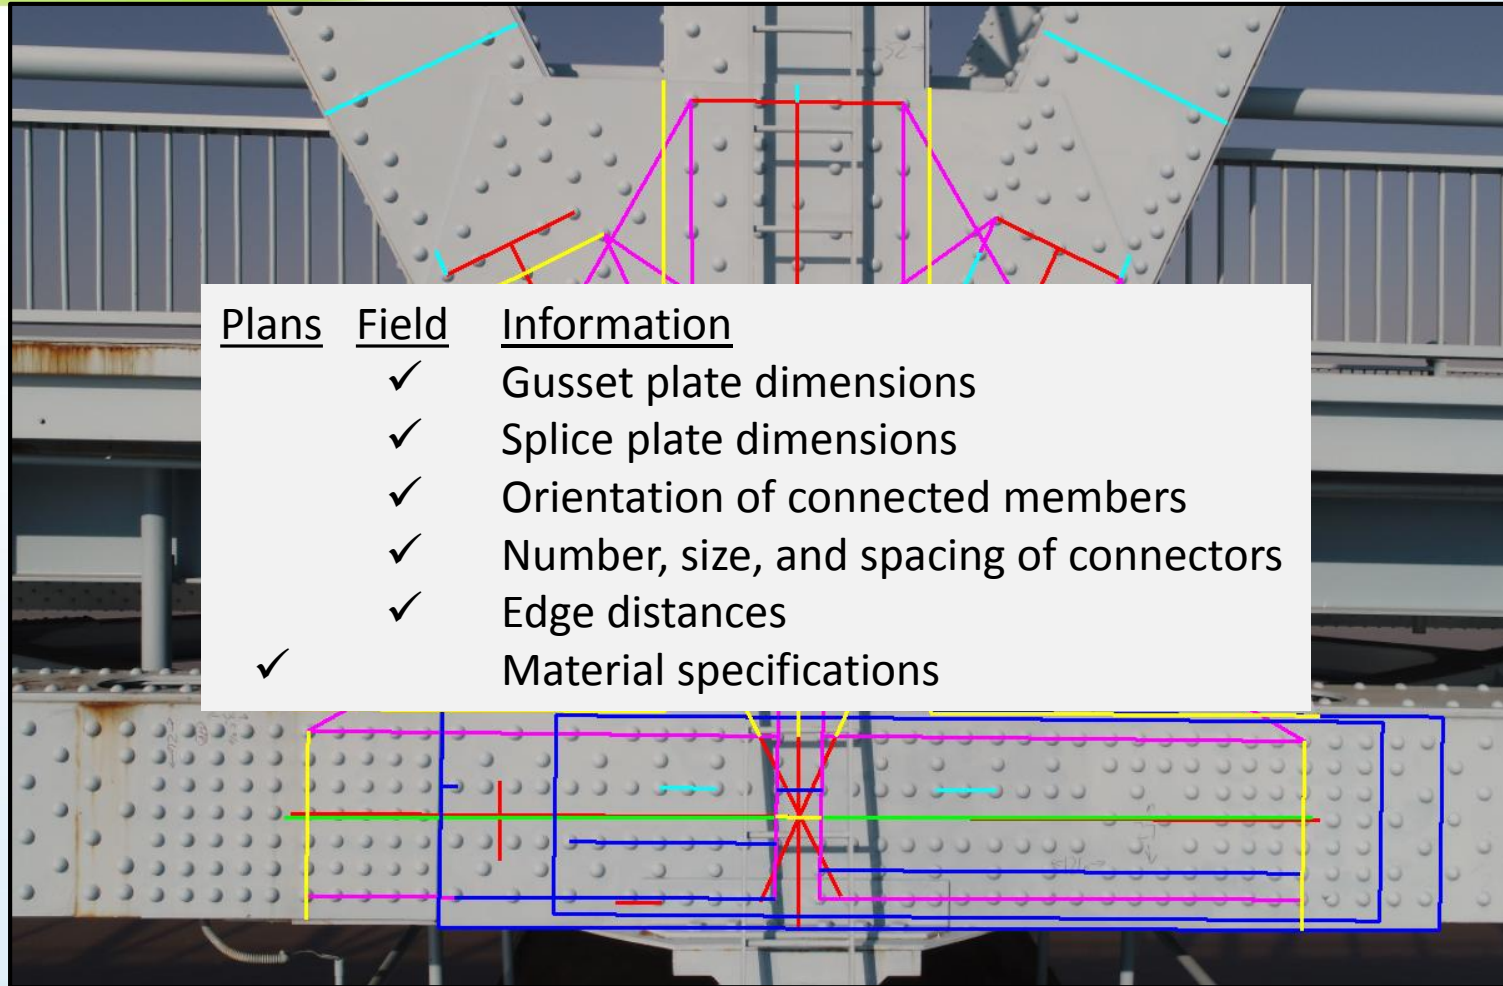 Plans Field Information
✓ Gusset plate dimensions
✓ Splice plate dimensions
✓ Orientation of connected members
✓ Number, size, and spacing of connectors
✓ Edge distances
✓ Material specifications